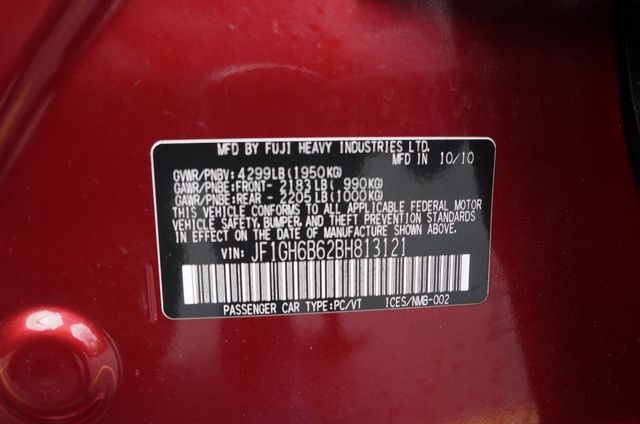 MFD BY FUJI HEAVY INDUSTRIES LTD.
MFD IN 10/10
GVWR/PNBV: 4299LB(1950KG)
GAWR/PNBE:FRONT- 2183LB( 990KG)
GAWR/PNBE:REAR - 2205LB(1000KG)
THIS VEHICLE CONFORMS TO ALL APPLICABLE FEDERAL MOTOR
VEHICLE SAFETY, BUMPER, AND THEFT PREVENTION STANDARDS
IN EFFECT ON THE DATE OF MANUFACTURE SHOWN ABOVE.
VIN: JF1GH6B62BH813121
PASSENGER CAR TYPE:PC/VT ICES/NMB-002